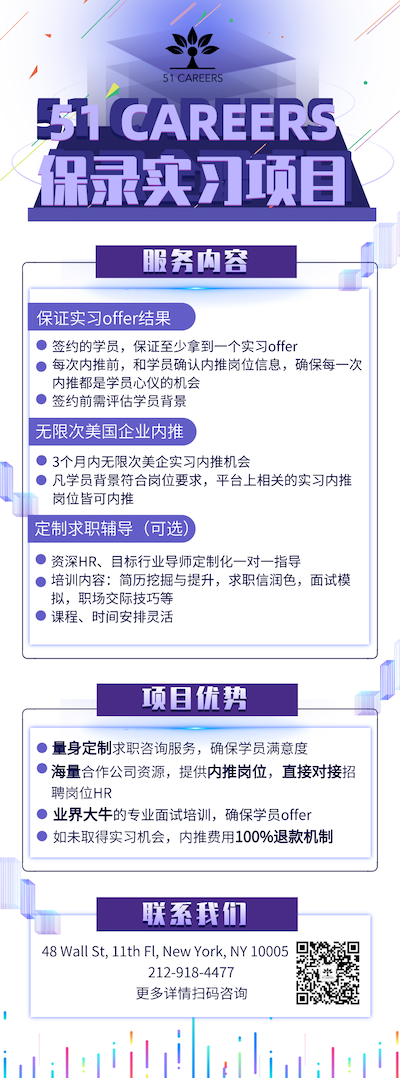 51 CAREERS
51 CAREERS
保录实习项目
服务内容
保证实习offer结果
签约的学员，保证至少拿到一个实习offer
每次内推前，和学员确认内推岗位信息，确保每一次
内推都是学员心仪的机会
签约前需评估学员背景
无限次美国企业内推
3个月内无限次美企实习内推机会
凡学员背景符合岗位要求，平台上相关的实习内推
岗位皆可内推
定制求职辅导（可选）
资深HR、目标行业导师定制化一对一指导
培训内容：简历挖掘与提升，求职信润色，面试模
拟，职场交际技巧等
课程、时间安排灵活
项目优势
量身定制求职咨询服务，确保学员满意度
海量合作公司资源，提供内推岗位，直接对接招
聘岗位HR
业界大牛的专业面试培训，确保学员offer
如未取得实习机会，内推费用100%退款机制
联系我们
48 Wall St, 11th Fl, New York, NY 10005
212-918-4477
更多详情扫码咨询